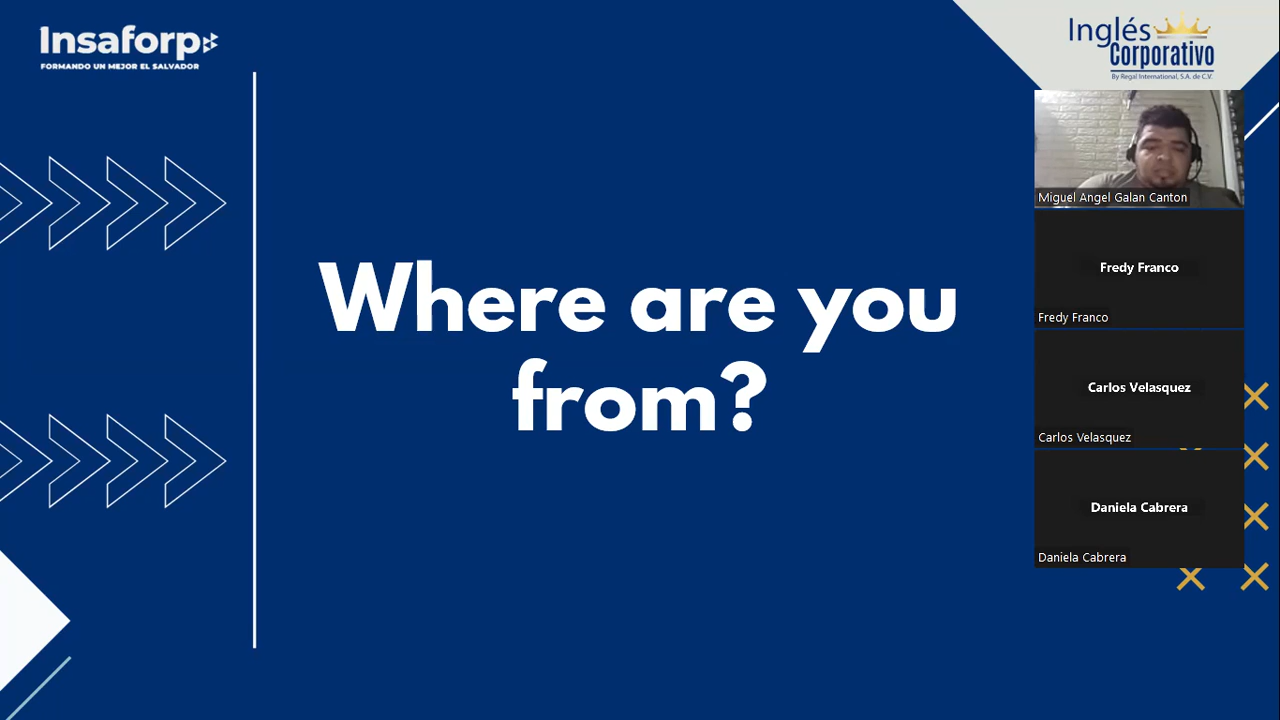 Insaforp
FORMANDO UN MEJOR EL SALVADOR
Inglés
Corporativo
By Regal International, S.A. de C.V.
Where are you
from?
Miguel Angel Galan Canton
Fredy Franco
Fredy Franco
Carlos Velasquez
Carlos Velasquez
Daniela Cabrera
Daniela Cabrera